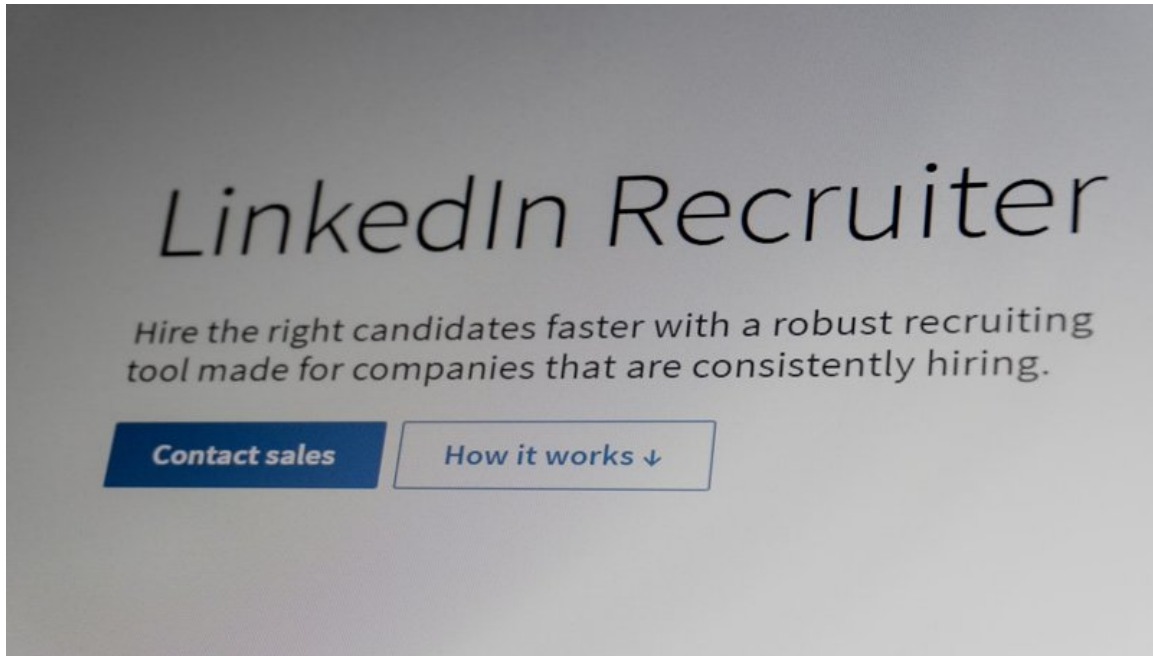 LinkedIn Recruiter
Hire the right candidates faster with a robust recruiting
tool made for companies that are consistently hiring.
Contact sales
How it works ↓